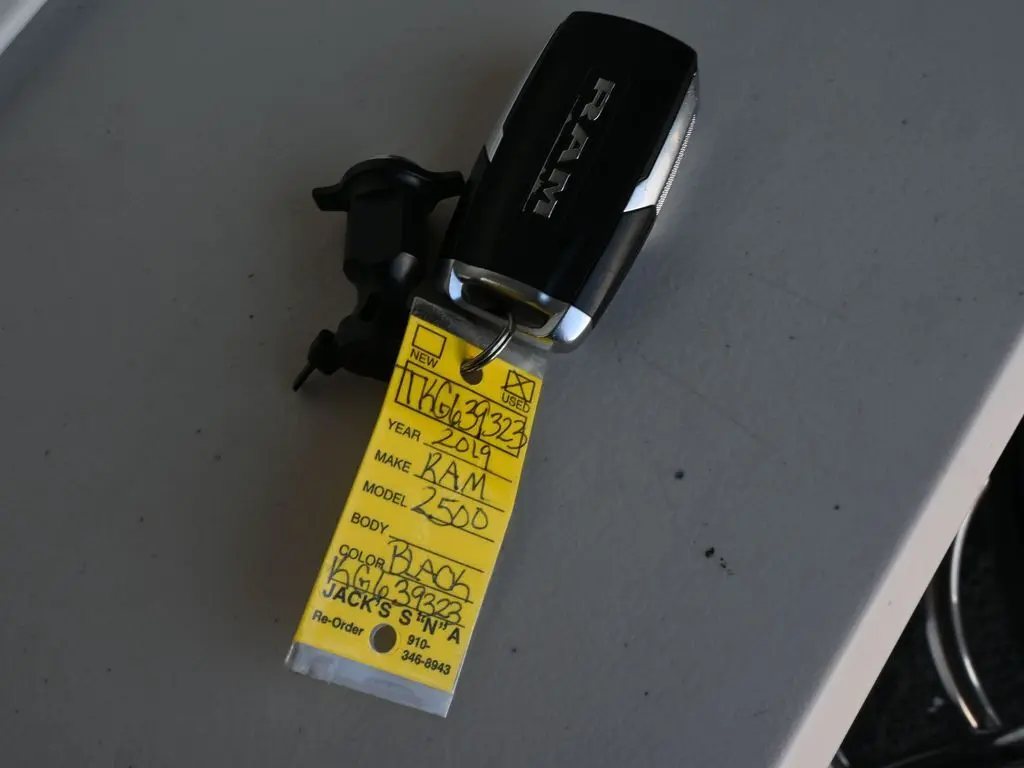 RAM
NEW
USED
TKG639323
YEAR 2019
MAKE RAM
MODEL 2500
BODY
COLOR BLACK
KG639323
JACK'S S "N" A
Re-Order 910-
346-8943